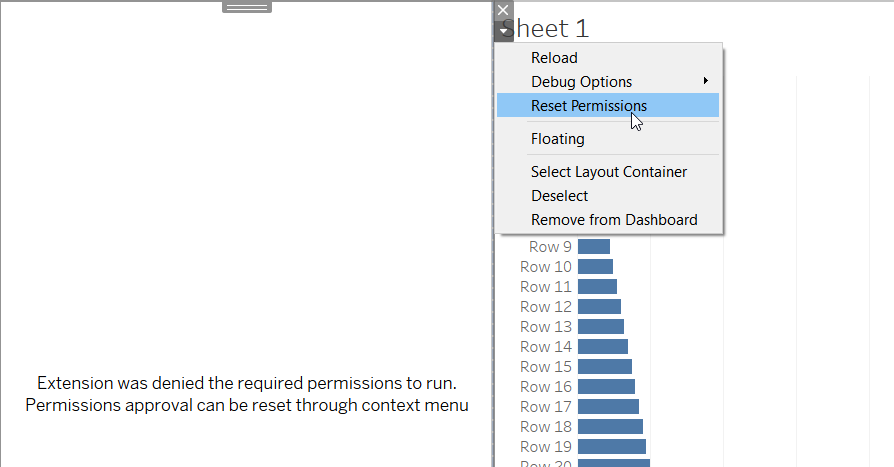 Sheet 1
Reload
Debug Options
Reset Permissions
Floating
Select Layout Container
Deselect
Remove from Dashboard
Row 9
Row 10
Row 11
Row 12
Row 13
Row 14
Row 15
Row 16
Row 17
Row 18
Row 19
Row 20
Extension was denied the required permissions to run.
Permissions approval can be reset through context menu